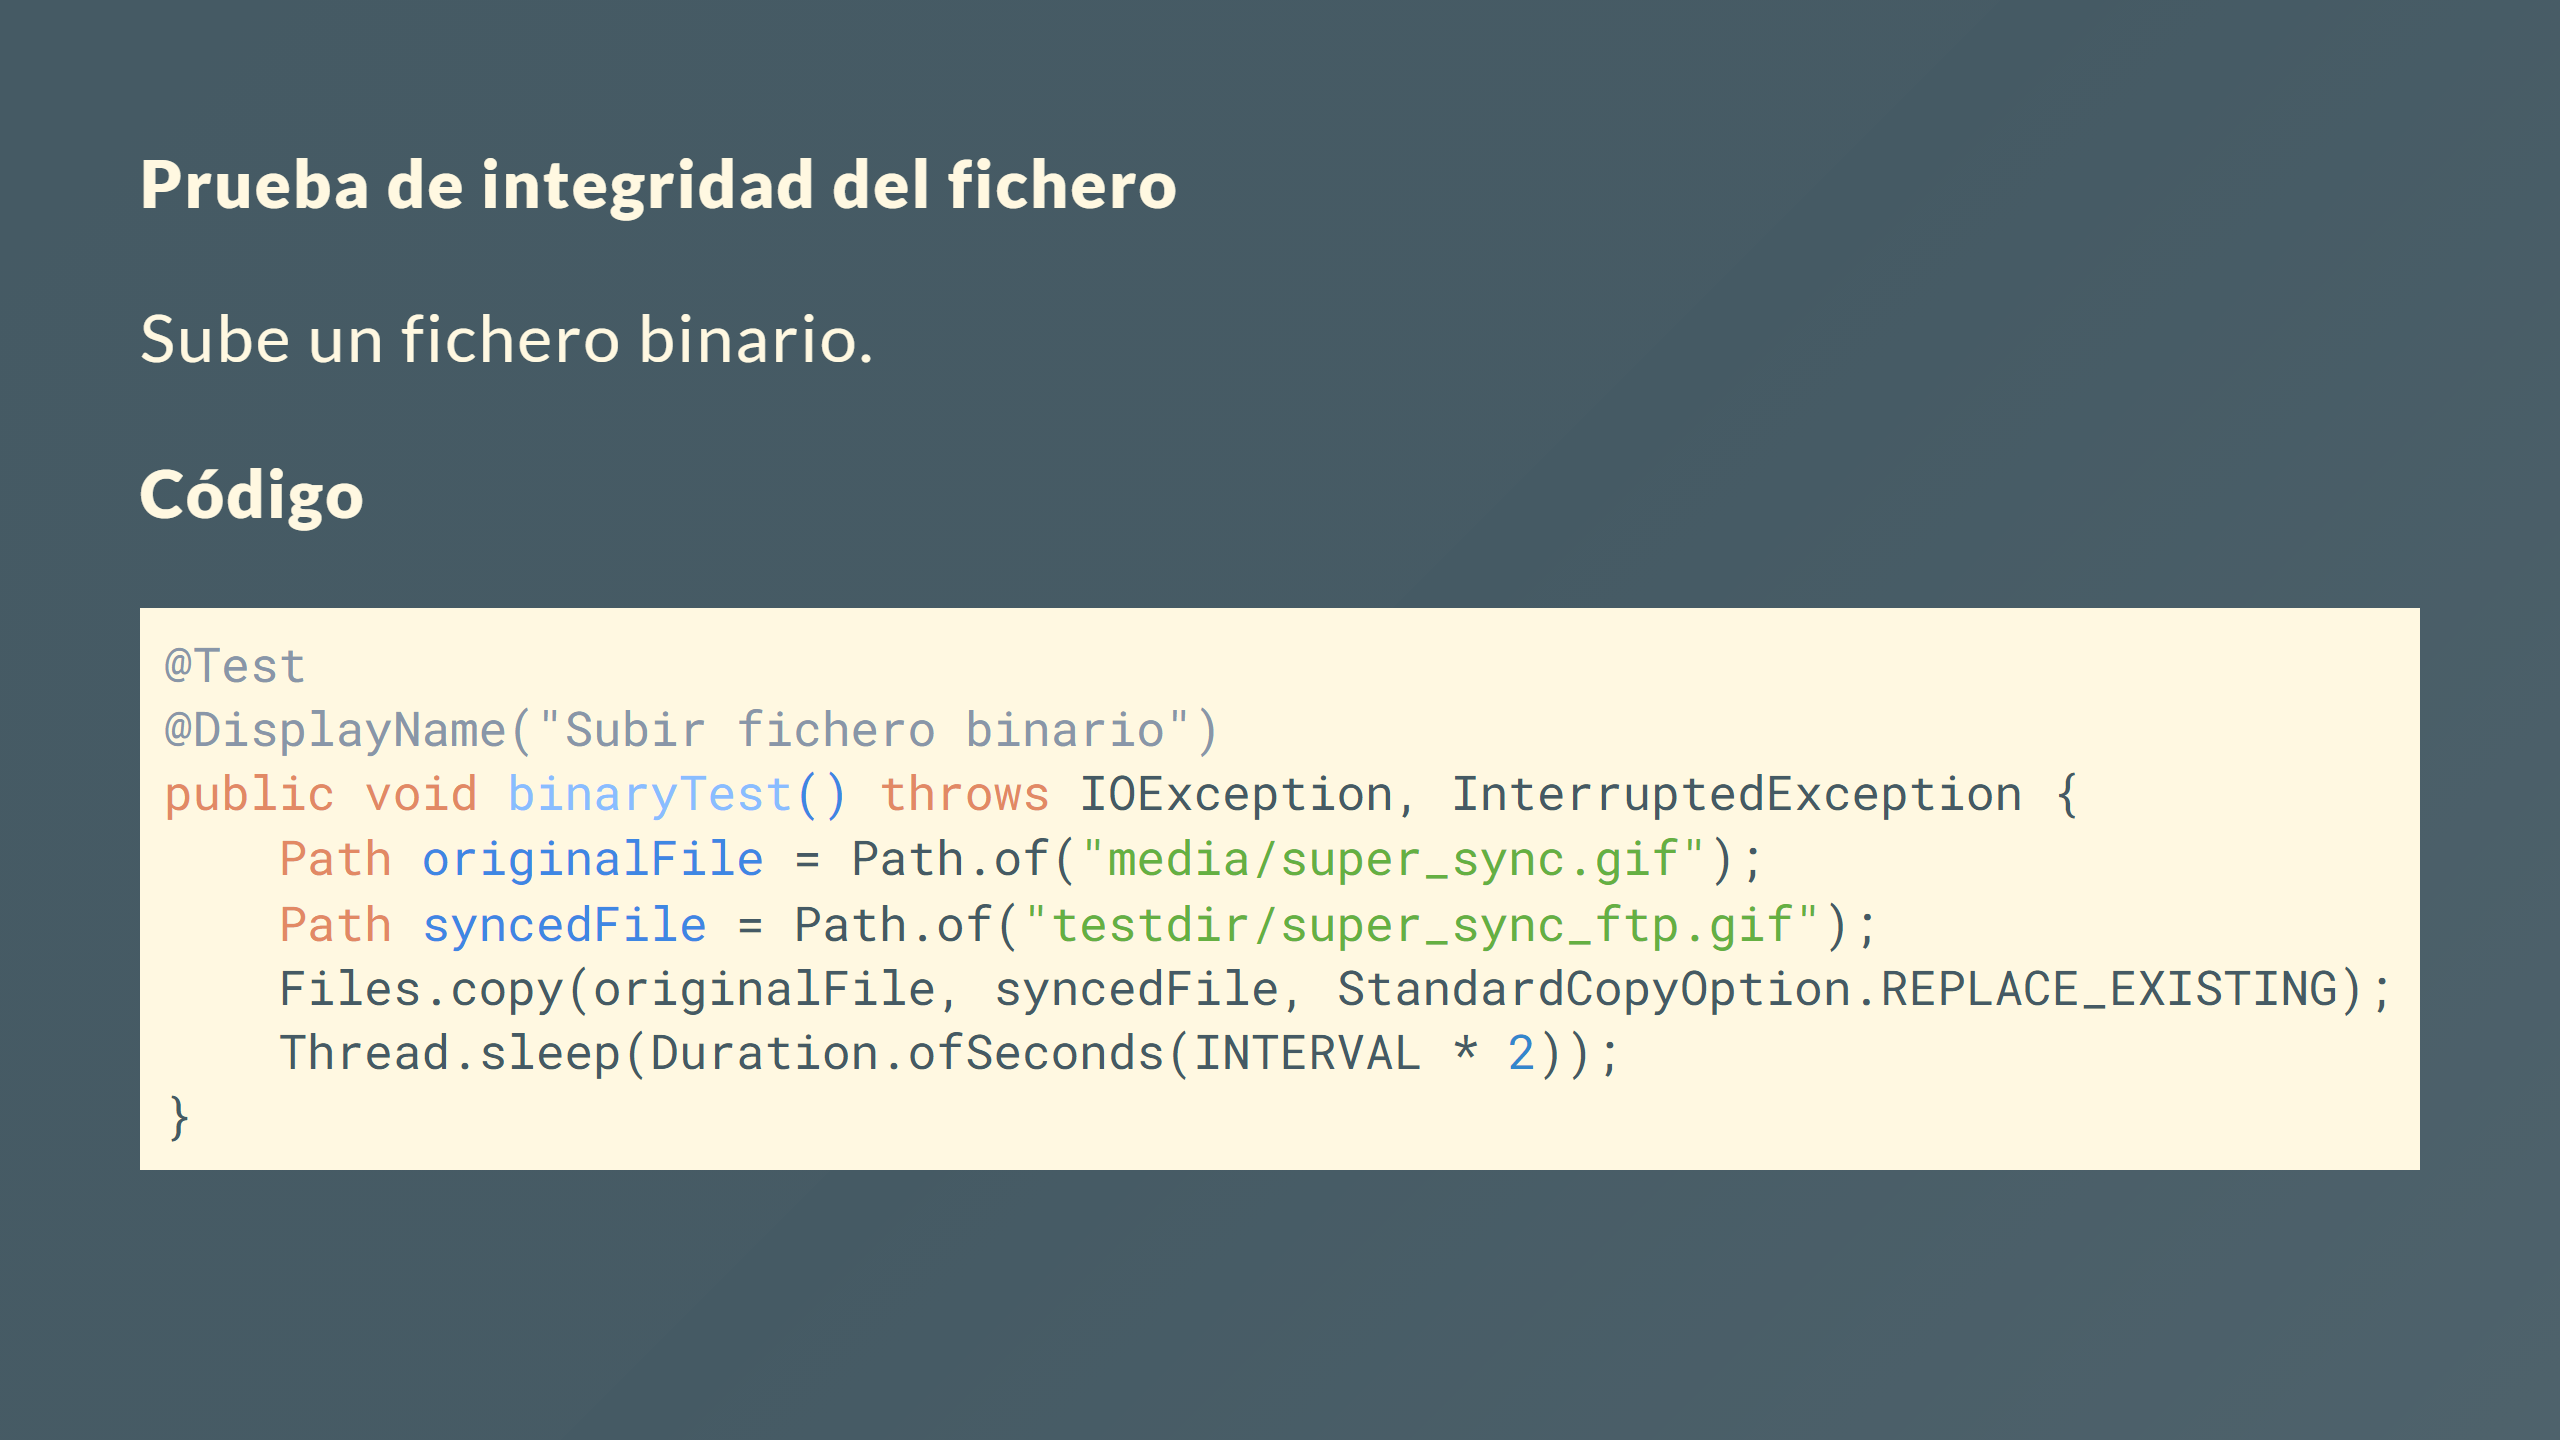 Prueba de integridad del fichero
Sube un fichero binario.
Código
@Test
@DisplayName("Subir fichero binario")
public void binaryTest() throws IOException, InterruptedException {
    Path originalFile = Path.of("media/super_sync.gif");
    Path syncedFile = Path.of("testdir/super_sync_ftp.gif");
    Files.copy(originalFile, syncedFile, StandardCopyOption.REPLACE_EXISTING);
    Thread.sleep(Duration.ofSeconds(INTERVAL * 2));
}